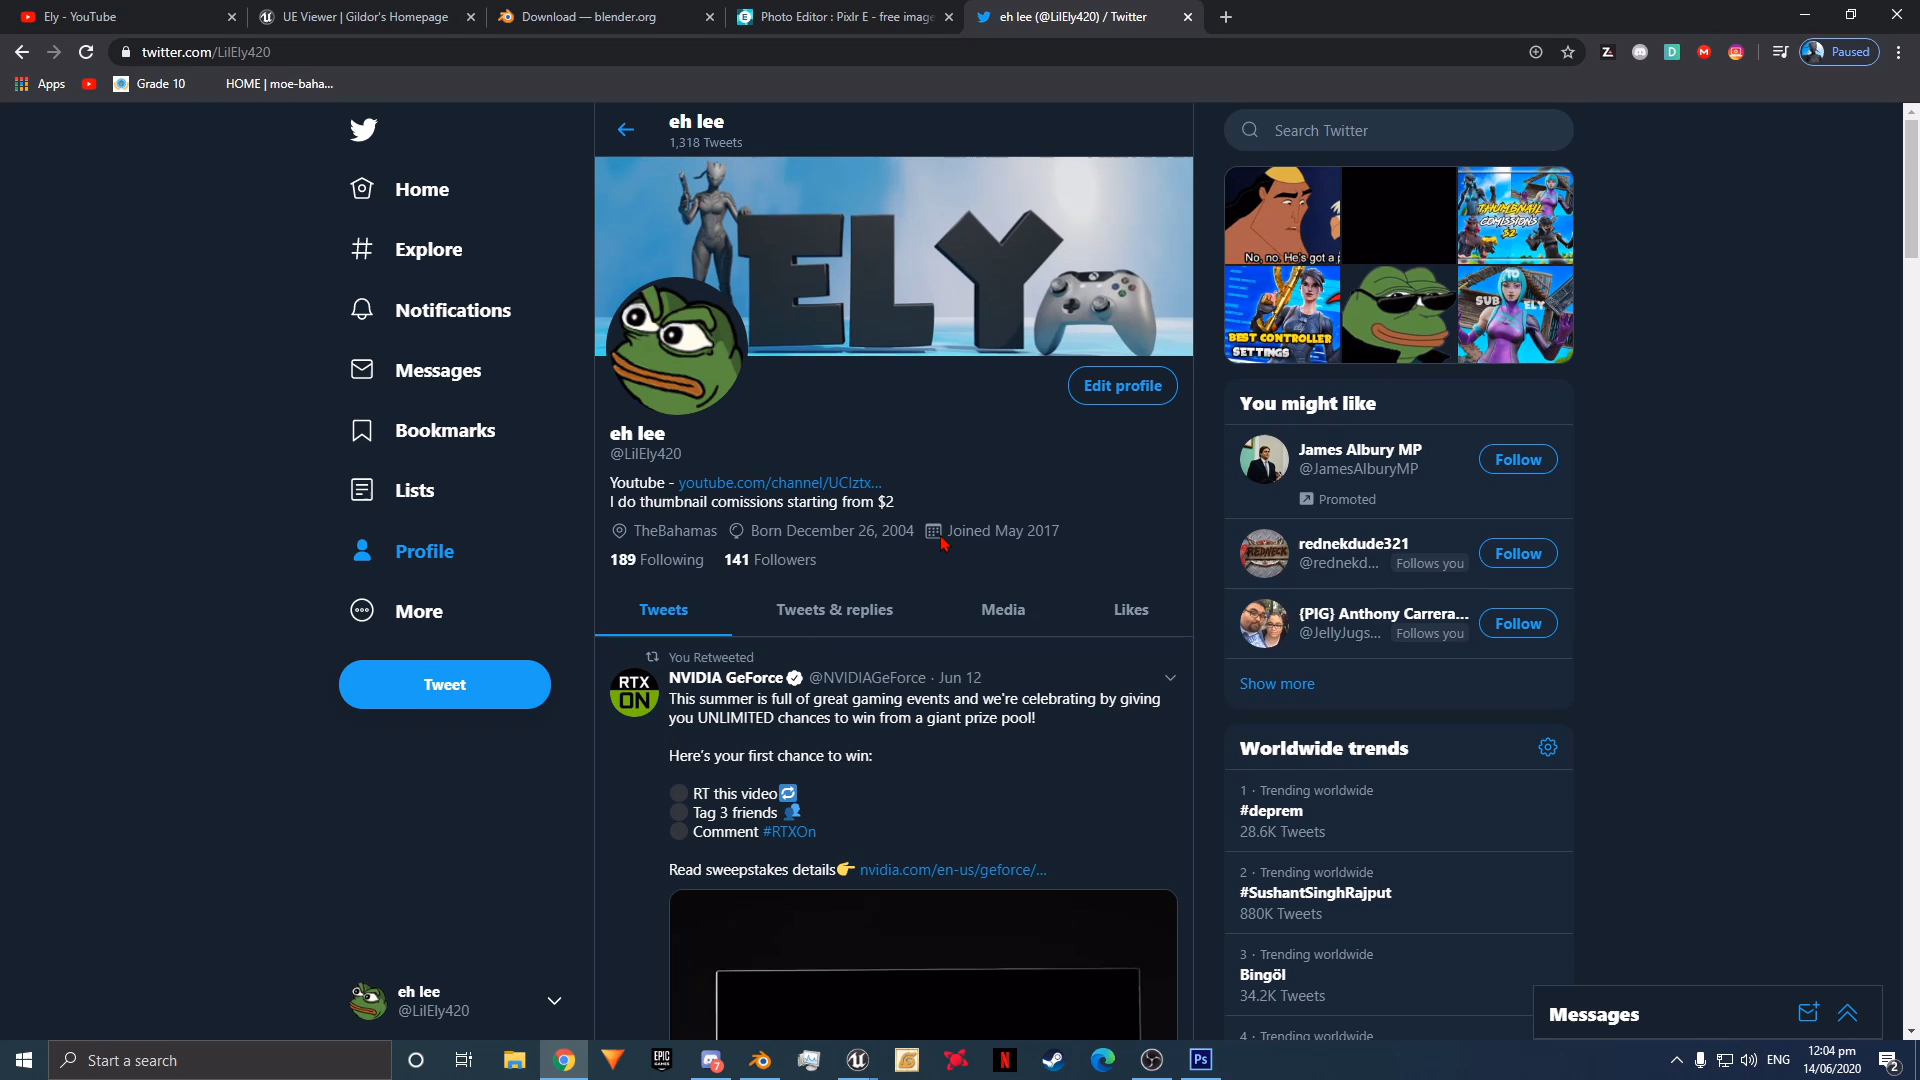 Ely - YouTube
UE Viewer | Gildor's Homepage
Download — blender.org
Photo Editor : Pixlr E - free image
eh lee (@LilEly420) / Twitter
twitter.com/LilEly420
Paused
Apps
Grade 10
HOME | moe-baha...
eh lee
1,318 Tweets
Search Twitter
Home
Explore
Notifications
Messages
Bookmarks
Lists
Profile
More
Tweet
ELY
Edit profile
eh lee
@LilEly420
Youtube - youtube.com/channel/UCIztx...
I do thumbnail comissions starting from $2
TheBahamas
Born December 26, 2004
Joined May 2017
189 Following
141 Followers
Tweets
Tweets & replies
Media
Likes
You Retweeted
RTX
ON
NVIDIA GeForce @NVIDIAGeForce · Jun 12
This summer is full of great gaming events and we're celebrating by giving
you UNLIMITED chances to win from a giant prize pool!
Here's your first chance to win:
RT this video
Tag 3 friends
Comment #RTXOn
Read sweepstakes details nvidia.com/en-us/geforce/...
No, no. He's got a p
THUMBNAIL
COMISSIONS
$2
BEST CONTROLLER
SETTINGS
SUB TO ELY
You might like
James Albury MP
@JamesAlburyMP
Follow
Promoted
REDNECK
rednekdude321
@rednekd... Follows you
Follow
{PIG} Anthony Carrera...
@JellyJugs... Follows you
Follow
Show more
Worldwide trends
1 · Trending worldwide
#deprem
28.6K Tweets
2 · Trending worldwide
#SushantSinghRajput
880K Tweets
3 · Trending worldwide
Bingöl
34.2K Tweets
4 · Trending worldwide
Messages
eh lee
@LilEly420
Start a search
EPIC
GAMES
7
N
Ps
ENG
12:04 pm
14/06/2020
2